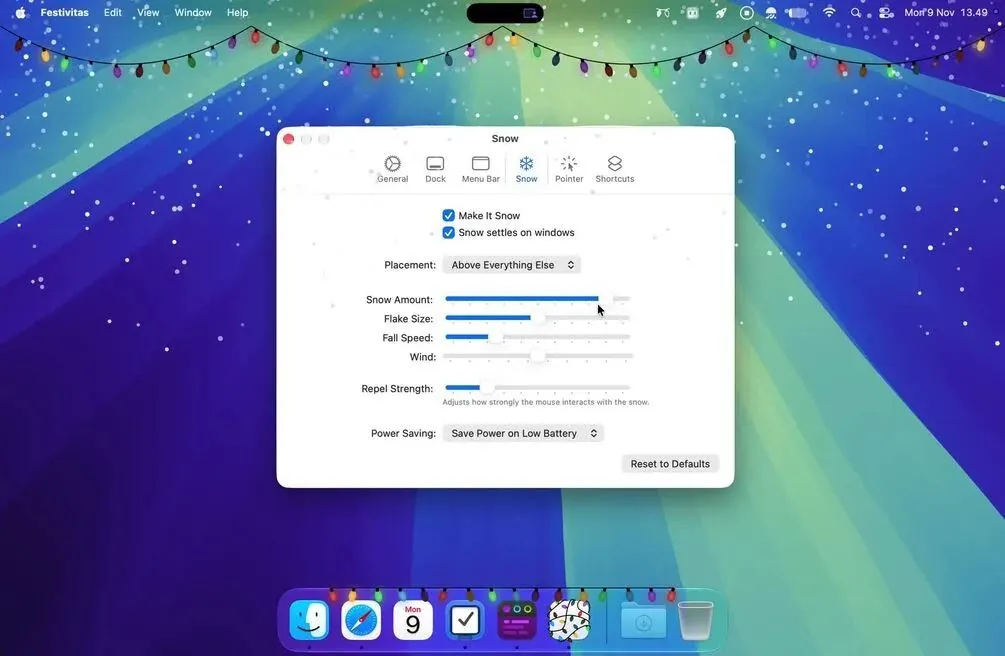 Festivitas Edit View Window Help Mon 9 Nov 13.49
Snow
General Dock Menu Bar Snow Pointer Shortcuts
Make It Snow
Snow settles on windows
Placement: Above Everything Else
Snow Amount:
Flake Size:
Fall Speed:
Wind:
Repel Strength:
Adjusts how strongly the mouse interacts with the snow.
Power Saving: Save Power on Low Battery
Reset to Defaults
Mon
9